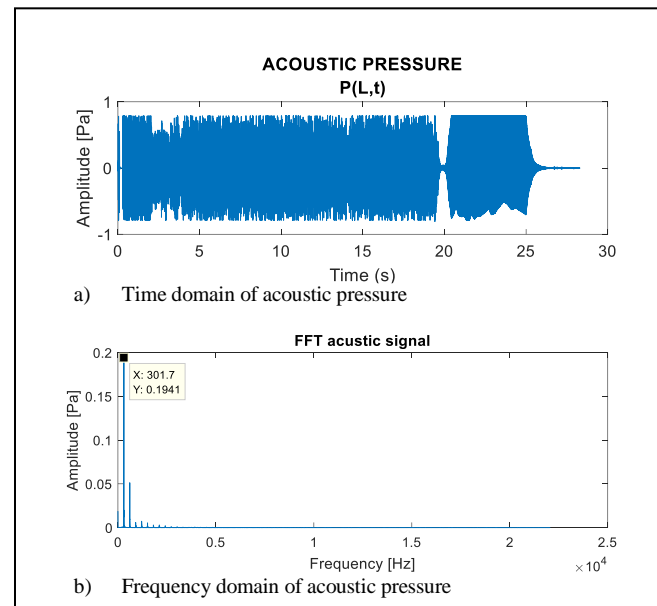 ACOUSTIC PRESSURE
P(L,t)
Amplitude [Pa]
1
0
-1
0 5 10 15 20 25 30
Time (s)
a) Time domain of acoustic pressure
FFT acustic signal
Amplitude [Pa]
0.2
0.15
0.1
0.05
0
X: 301.7
Y: 0.1941
0 0.5 1 1.5 2 2.5
Frequency [Hz]
×10⁴
b) Frequency domain of acoustic pressure